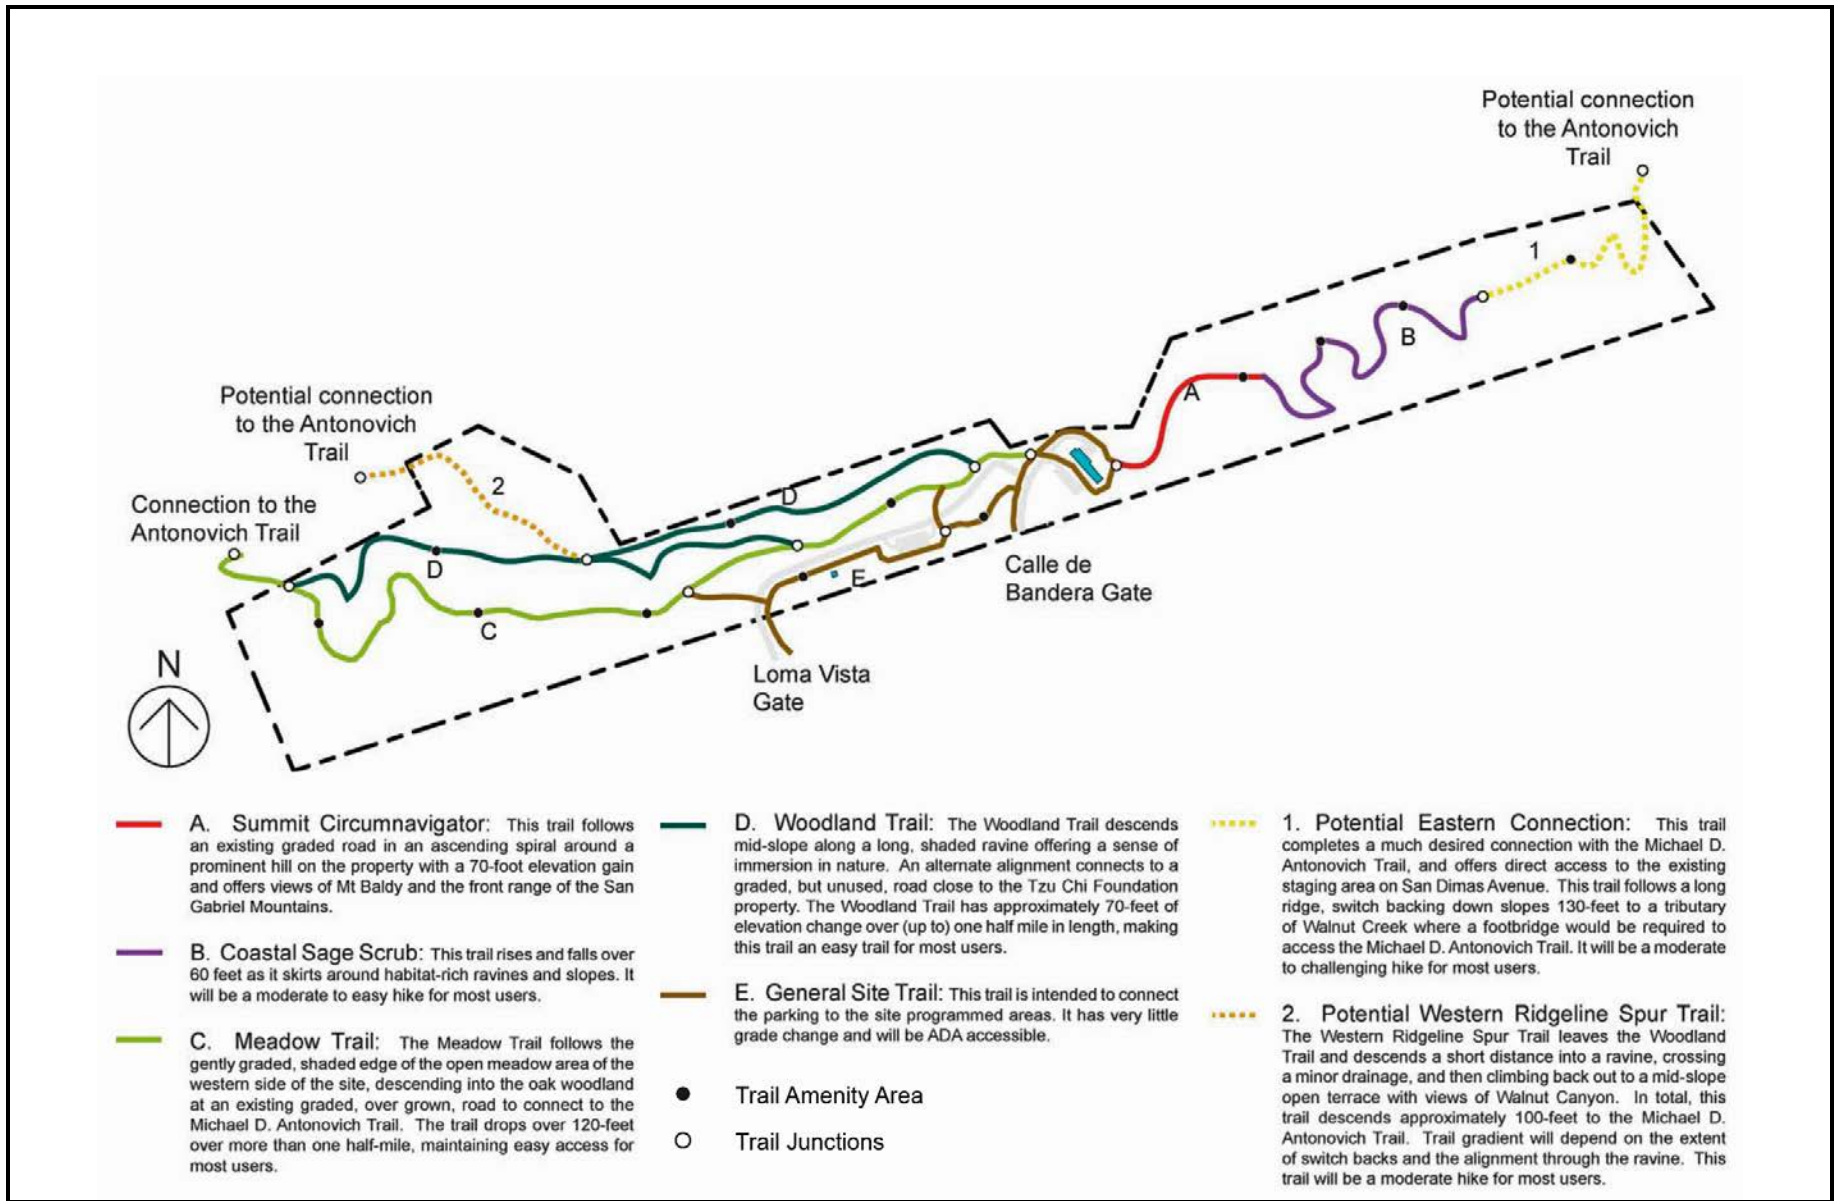 Potential connection
to the Antonovich
Trail
1
B
A
Potential connection
to the Antonovich
Trail
2
Connection to the
Antonovich Trail
D
D
C
E
Calle de
Bandera Gate
Loma Vista
Gate
N
A. Summit Circumnavigator: This trail follows
an existing graded road in an ascending spiral around a
prominent hill on the property with a 70-foot elevation gain
and offers views of Mt Baldy and the front range of the San
Gabriel Mountains.
B. Coastal Sage Scrub: This trail rises and falls over
60 feet as it skirts around habitat-rich ravines and slopes. It
will be a moderate to easy hike for most users.
C. Meadow Trail: The Meadow Trail follows the
gently graded, shaded edge of the open meadow area of the
western side of the site, descending into the oak woodland
at an existing graded, over grown, road to connect to the
Michael D. Antonovich Trail. The trail drops over 120-feet
over more than one half-mile, maintaining easy access for
most users.
D. Woodland Trail: The Woodland Trail descends
mid-slope along a long, shaded ravine offering a sense of
immersion in nature. An alternate alignment connects to a
graded, but unused, road close to the Tzu Chi Foundation
property. The Woodland Trail has approximately 70-feet of
elevation change over (up to) one half mile in length, making
this trail an easy trail for most users.
E. General Site Trail: This trail is intended to connect
the parking to the site programmed areas. It has very little
grade change and will be ADA accessible.
Trail Amenity Area
Trail Junctions
1. Potential Eastern Connection: This trail
completes a much desired connection with the Michael D.
Antonovich Trail, and offers direct access to the existing
staging area on San Dimas Avenue. This trail follows a long
ridge, switch backing down slopes 130-feet to a tributary
of Walnut Creek where a footbridge would be required to
access the Michael D. Antonovich Trail. It will be a moderate
to challenging hike for most users.
2. Potential Western Ridgeline Spur Trail:
The Western Ridgeline Spur Trail leaves the Woodland
Trail and descends a short distance into a ravine, crossing
a minor drainage, and then climbing back out to a mid-slope
open terrace with views of Walnut Canyon. In total, this
trail descends approximately 100-feet to the Michael D.
Antonovich Trail. Trail gradient will depend on the extent
of switch backs and the alignment through the ravine. This
trail will be a moderate hike for most users.